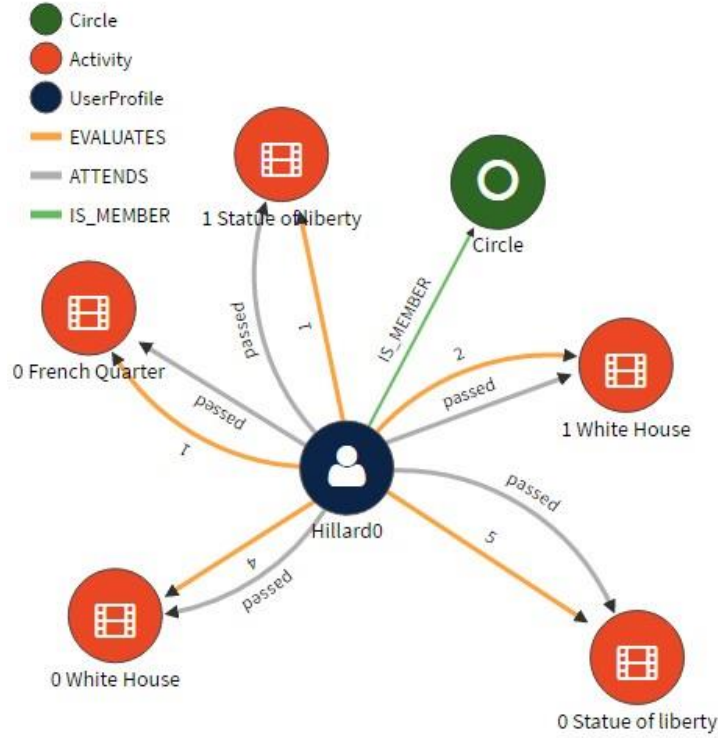 Circle
Activity
UserProfile
EVALUATES
ATTENDS
IS_MEMBER
1 Statue of liberty
Circle
0 French Quarter
1 White House
passed
1
IS_MEMBER
2
passed
passed
1
Hillard0
passed
5
4
passed
0 White House
0 Statue of liberty